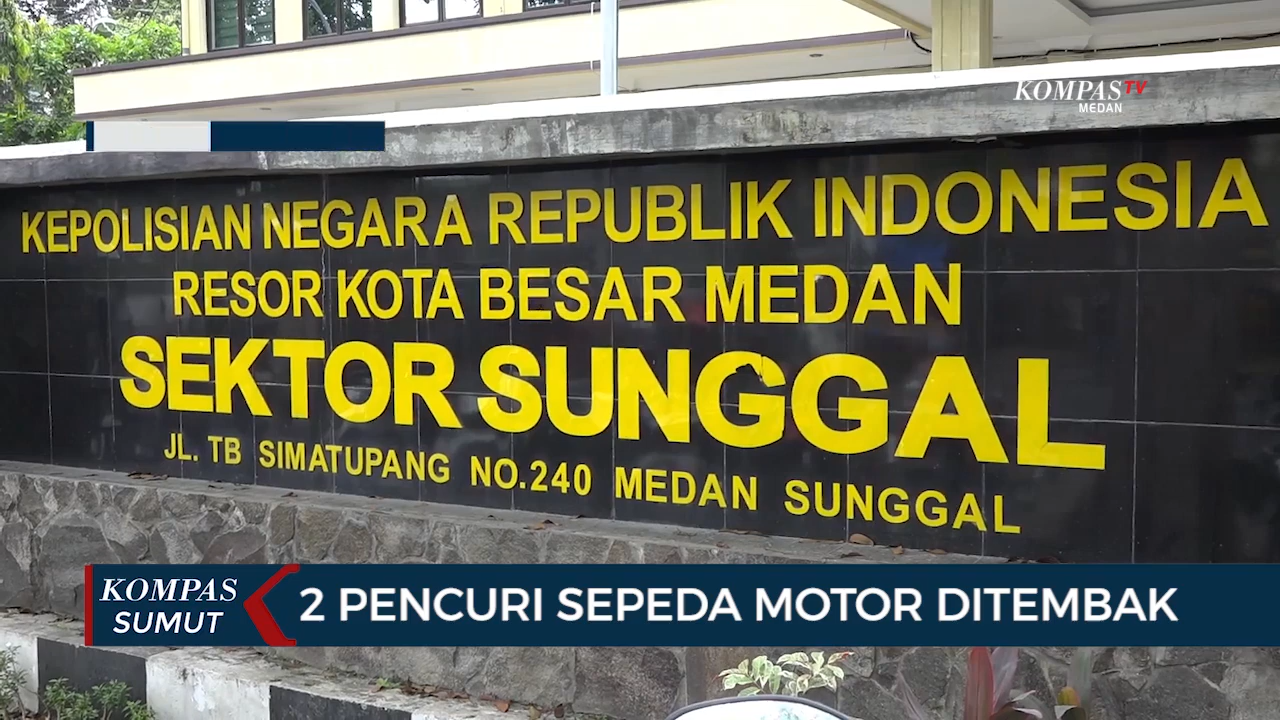 KOMPAS TV
MEDAN
KEPOLISIAN NEGARA REPUBLIK INDONESIA
RESOR KOTA BESAR MEDAN
SEKTOR SUNGGAL
JL. TB SIMATUPANG NO.240 MEDAN SUNGGAL
KOMPAS
SUMUT
2 PENCURI SEPEDA MOTOR DITEMBAK